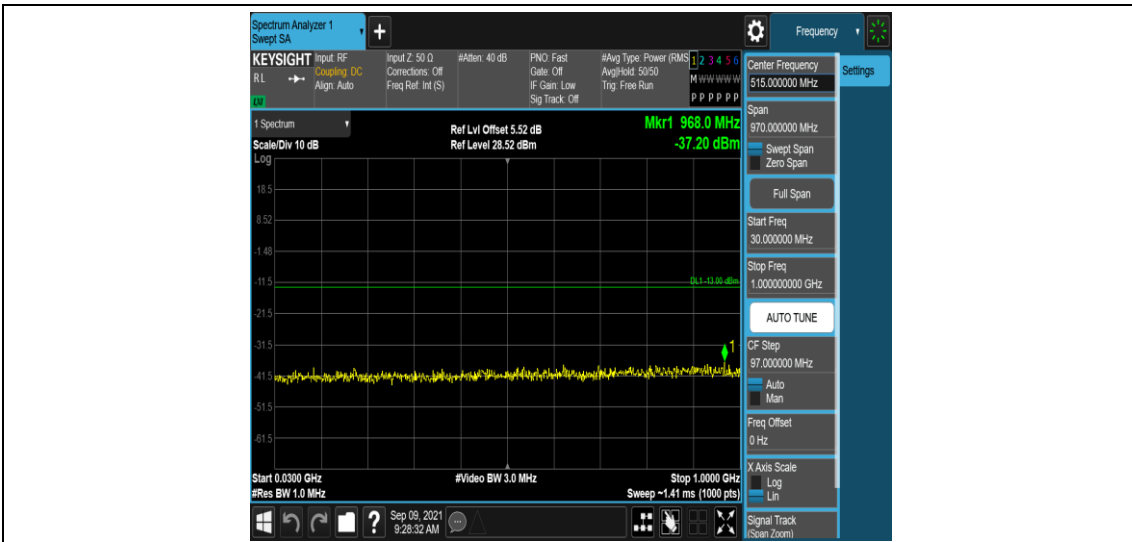 Spectrum Analyzer 1
Swept SA
Frequency
KEYSIGHT
Input: RF
Coupling: DC
Align: Auto
R L
LXI
Input Z: 50 Ω
Corrections: Off
Freq Ref: Int (S)
#Atten: 40 dB
PNO: Fast
Gate: Off
IF Gain: Low
Sig Track: Off
#Avg Type: Power (RMS
Avg|Hold: 50/50
Trig: Free Run
1 2 3 4 5 6
M W W W W W
P P P P P P
1 Spectrum
Scale/Div 10 dB
Log
Ref Lvl Offset 5.52 dB
Ref Level 28.52 dBm
Mkr1 968.0 MHz
-37.20 dBm
18.5
8.52
-1.48
-11.5
-21.5
-31.5
-41.5
-51.5
-61.5
DL1 -13.00 dBm
1
Start 0.0300 GHz
#Res BW 1.0 MHz
#Video BW 3.0 MHz
Stop 1.0000 GHz
Sweep ~1.41 ms (1000 pts)
Sep 09, 2021
9:28:32 AM
Center Frequency
515.000000 MHz
Settings
Span
970.000000 MHz
Swept Span
Zero Span
Full Span
Start Freq
30.000000 MHz
Stop Freq
1.000000000 GHz
AUTO TUNE
CF Step
97.000000 MHz
Auto
Man
Freq Offset
0 Hz
X Axis Scale
Log
Lin
Signal Track
(Span Zoom)